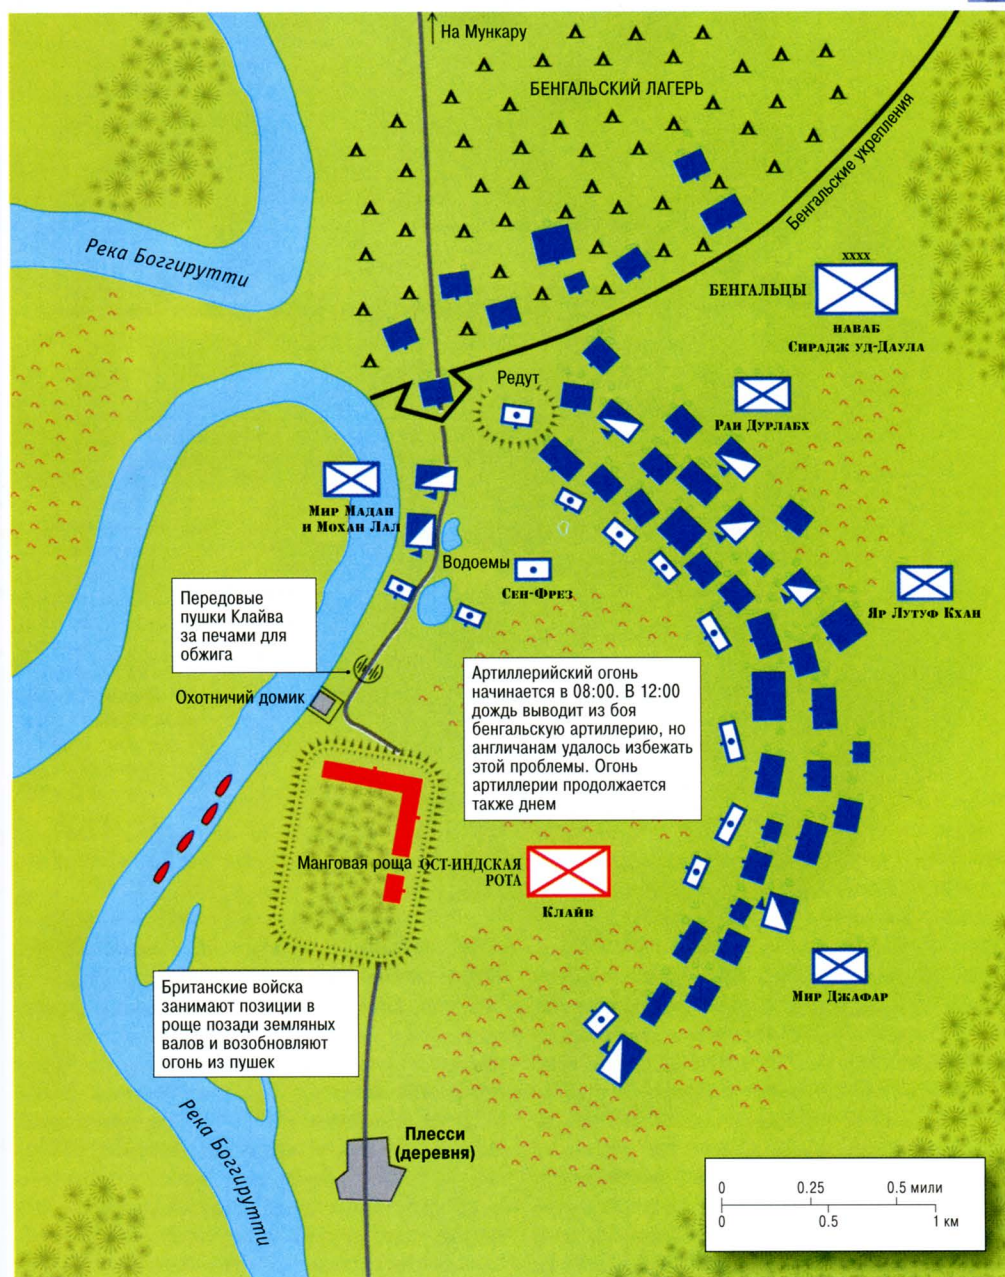 На Мункару
БЕНГАЛЬСКИЙ ЛАГЕРЬ
Бенгальские укрепления
Река Боггирутти
XXXX
БЕНГАЛЬЦЫ
НАВАБ
СИРАДЖ УД-ДАУЛА
Редут
РАИ ДУРЛАБХ
МИР МАДАН
И МОХАН ЛАЛ
Водоемы
СЕН-ФРЕЗ
ЯР ЛУТУФ КХАН
Передовые
пушки Клайва
за печами для
обжига
Охотничий домик
Артиллерийский огонь
начинается в 08:00. В 12:00
дождь выводит из боя
бенгальскую артиллерию, но
англичанам удалось избежать
этой проблемы. Огонь
артиллерии продолжается
также днем
Манговая роща
ОСТ-ИНДСКАЯ
РОТА
КЛАЙВ
МИР ДЖАФАР
Британские войска
занимают позиции в
роще позади земляных
валов и возобновляют
огонь из пушек
Река Боггирутти
Плесси
(деревня)
0 0.25 0.5 мили
0 0.5 1 км